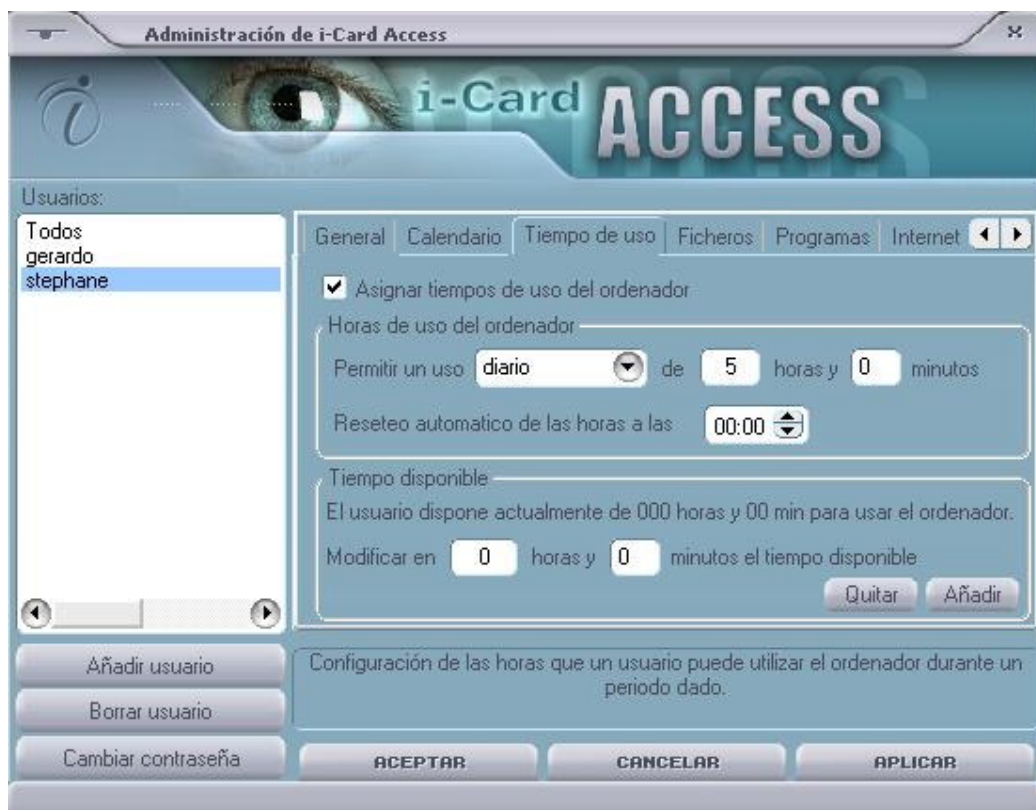 Administración de i-Card Access
i
i-Card ACCESS
Usuarios:
Todos
gerardo
stephane
General Calendario Tiempo de uso Ficheros Programas Internet
Asignar tiempos de uso del ordenador
Horas de uso del ordenador
Permitir un uso diario de 5 horas y 0 minutos
Reseteo automatico de las horas a las 00:00
Tiempo disponible
El usuario dispone actualmente de 000 horas y 00 min para usar el ordenador.
Modificar en 0 horas y 0 minutos el tiempo disponible
Quitar Añadir
Añadir usuario
Borrar usuario
Cambiar contraseña
Configuración de las horas que un usuario puede utilizar el ordenador durante un
periodo dado.
ACEPTAR CANCELAR APLICAR